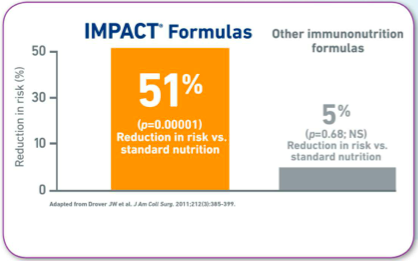 IMPACT® Formulas
Other immunonutrition
formulas
Reduction in risk (%)
50
30
10
0
51%
(p=0.00001)
Reduction in risk vs.
standard nutrition
5%
(p=0.68; NS)
Reduction in risk vs.
standard nutrition
Adapted from Drover JW et al. J Am Coll Surg. 2011;212(3):385-399.